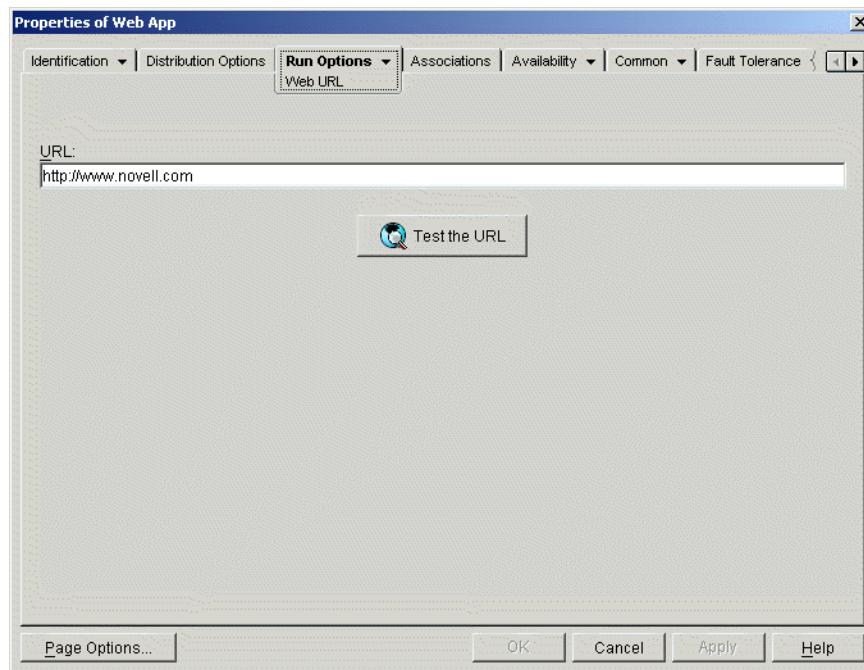 Properties of Web App
Identification Distribution Options Run Options Associations Availability Common Fault Tolerance
Web URL
URL:
http://www.novell.com
Test the URL
Page Options... OK Cancel Apply Help